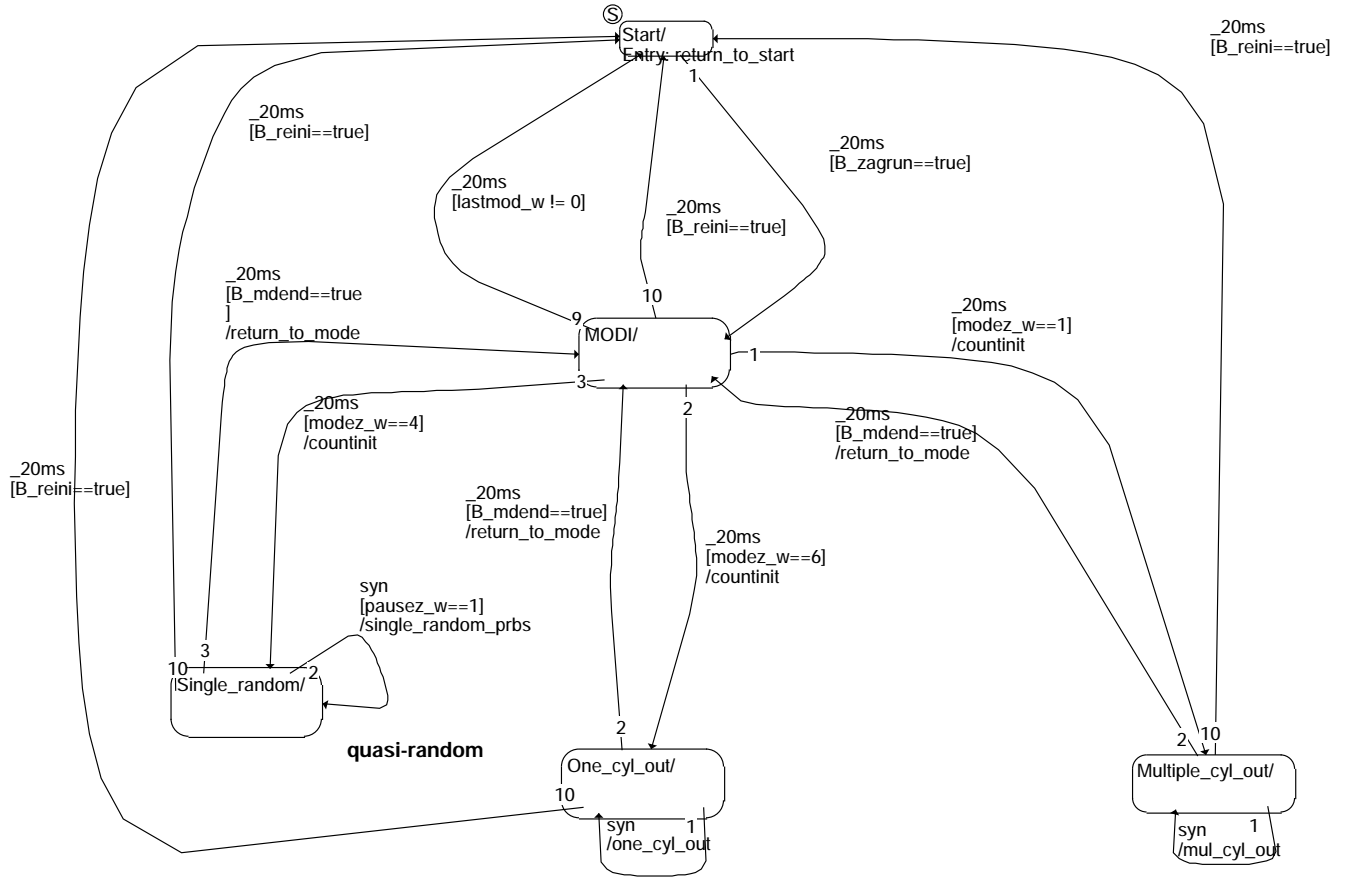 S
Start/
Entry: return_to_start
1
_20ms
[B_reini==true]
_20ms
[B_reini==true]
_20ms
[B_zagrun==true]
_20ms
[lastmod_w != 0]
_20ms
[B_reini==true]
_20ms
[B_mdend==true
]
/return_to_mode
10
9
MODI/
1
3
2
_20ms
[modez_w==1]
/countinit
_20ms
[modez_w==4]
/countinit
_20ms
[B_mdend==true]
/return_to_mode
_20ms
[B_reini==true]
_20ms
[B_mdend==true]
/return_to_mode
_20ms
[modez_w==6]
/countinit
syn
[pausez_w==1]
/single_random_prbs
3
10
2
Single_random/
quasi-random
2
One_cyl_out/
10
1
syn
/one_cyl_out
2
10
Multiple_cyl_out/
1
syn
/mul_cyl_out